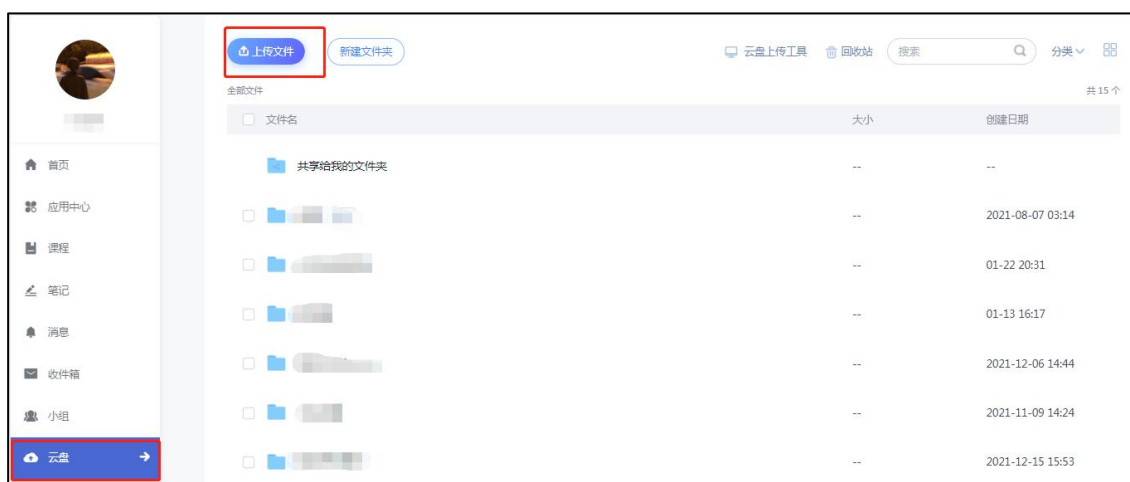 上传文件 新建文件夹 云盘上传工具 回收站 搜索 分类
全部文件 共 15 个
文件名 大小 创建日期
共享给我的文件夹 -- --
-- 2021-08-07 03:14
-- 01-22 20:31
-- 01-13 16:17
-- 2021-12-06 14:44
-- 2021-11-09 14:24
-- 2021-12-15 15:53
首页
应用中心
课程
笔记
消息
收件箱
小组
云盘